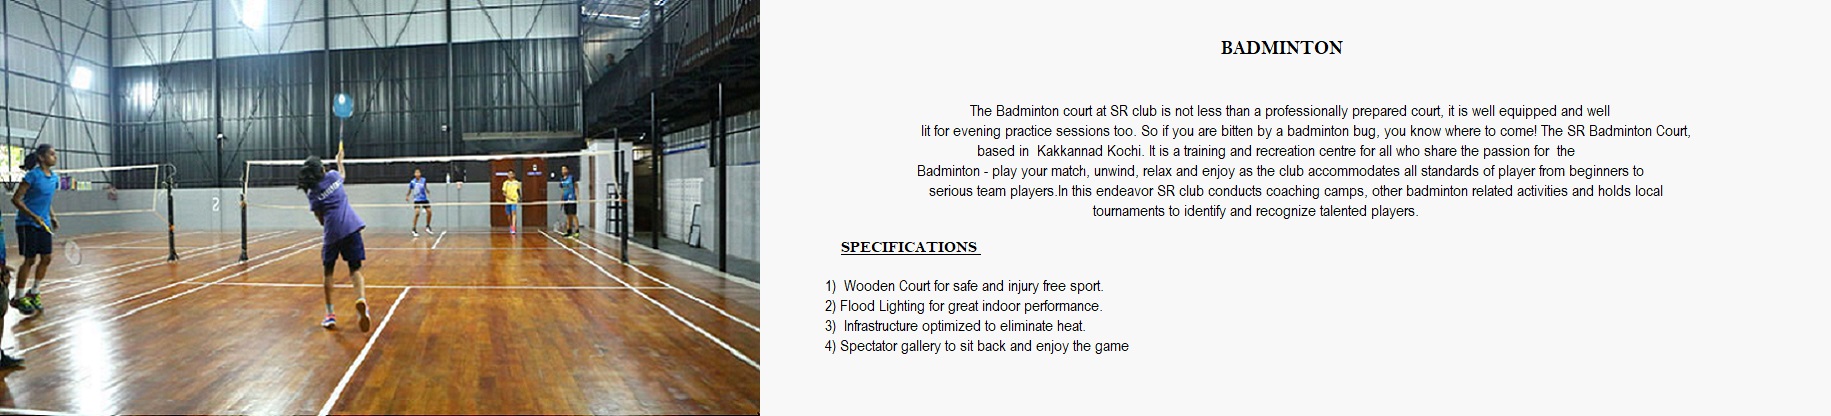 BADMINTON
The Badminton court at SR club is not less than a professionally prepared court, it is well equipped and well
lit for evening practice sessions too. So if you are bitten by a badminton bug, you know where to come! The SR Badminton Court,
based in  Kakkannad Kochi. It is a training and recreation centre for all who share the passion for  the
Badminton - play your match, unwind, relax and enjoy as the club accommodates all standards of player from beginners to
serious team players.In this endeavor SR club conducts coaching camps, other badminton related activities and holds local
tournaments to identify and recognize talented players.
SPECIFICATIONS
1)  Wooden Court for safe and injury free sport.
2) Flood Lighting for great indoor performance.
3)  Infrastructure optimized to eliminate heat.
4) Spectator gallery to sit back and enjoy the game